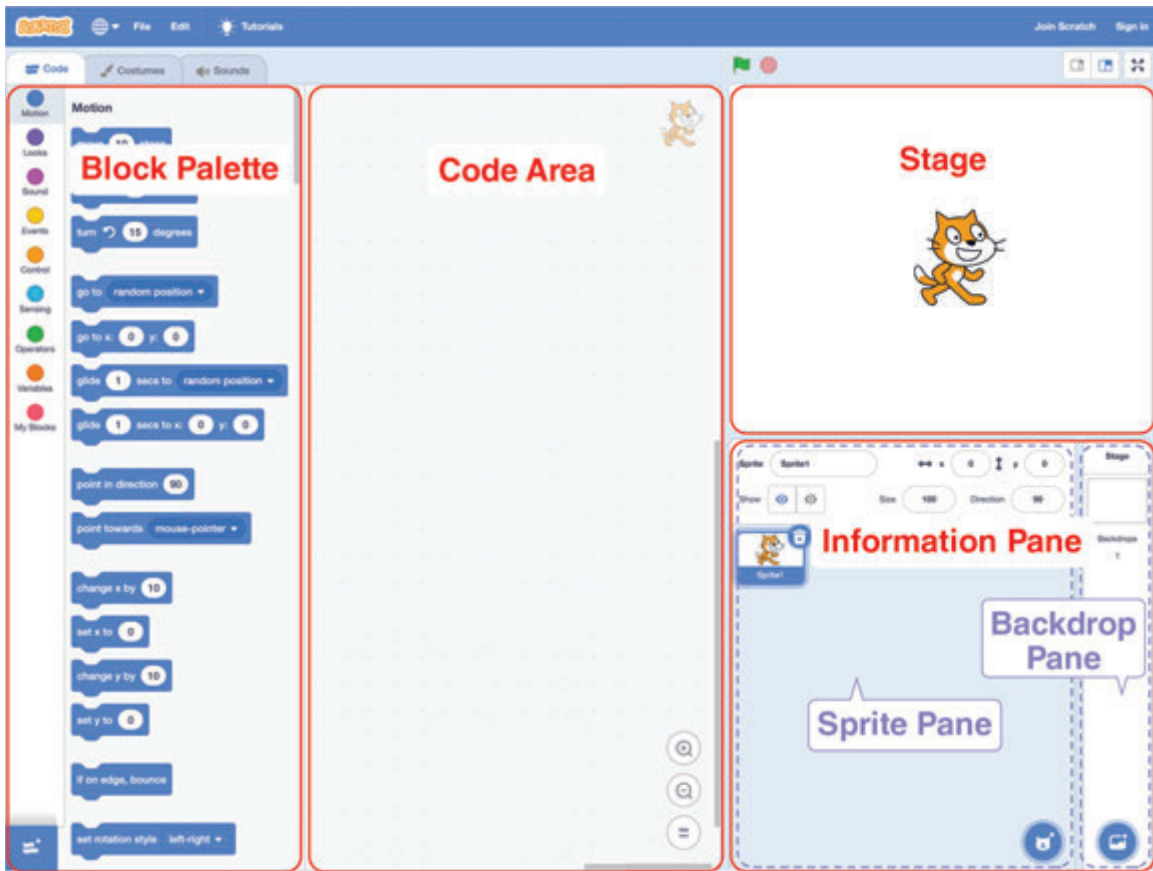 SCRATCH
File
Edit
Tutorials
Join Scratch
Sign in
Code
Costumes
Sounds
Motion
Looks
Sound
Events
Control
Sensing
Operators
Variables
My Blocks
Motion
Block Palette
turn 15 degrees
go to random position
go to x: 0 y: 0
glide 1 secs to random position
glide 1 secs to x: 0 y: 0
point in direction 90
point towards mouse-pointer
change x by 10
set x to 0
change y by 10
set y to 0
if on edge, bounce
set rotation style left-right
Code Area
Stage
Sprite Sprite1 x 0 y 0
Show Size 100 Direction 90
Sprite1
Information Pane
Sprite Pane
Stage
Backdrops
1
Backdrop
Pane